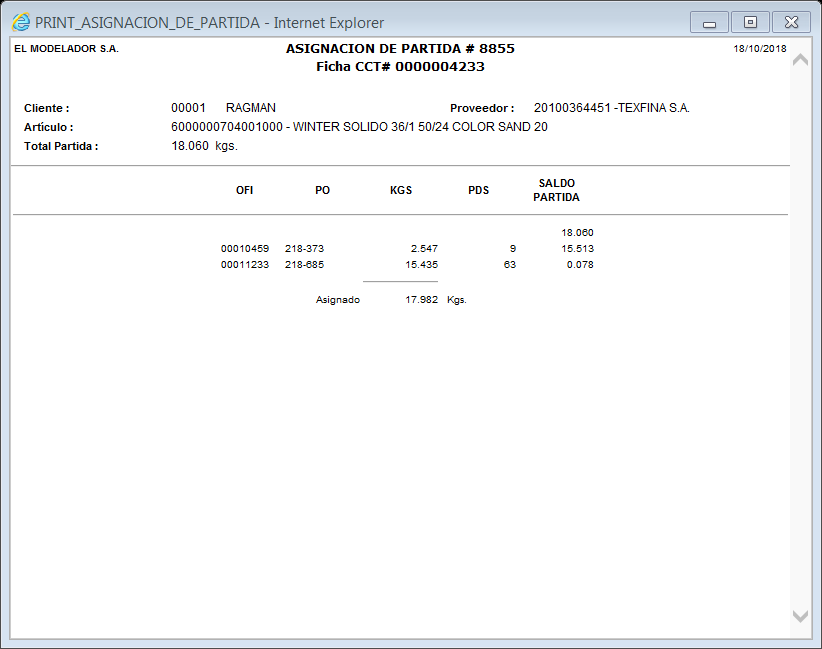 PRINT_ASIGNACION_DE_PARTIDA - Internet Explorer
EL MODELADOR S.A. ASIGNACION DE PARTIDA # 8855 18/10/2018
Ficha CCT# 0000004233
Cliente : 00001 RAGMAN Proveedor : 20100364451 -TEXFINA S.A.
Artículo : 6000000704001000 - WINTER SOLIDO 36/1 50/24 COLOR SAND 20
Total Partida : 18.060 kgs.
OFI PO KGS PDS SALDO PARTIDA
18.060
00010459 218-373 2.547 9 15.513
00011233 218-685 15.435 63 0.078
Asignado 17.982 Kgs.